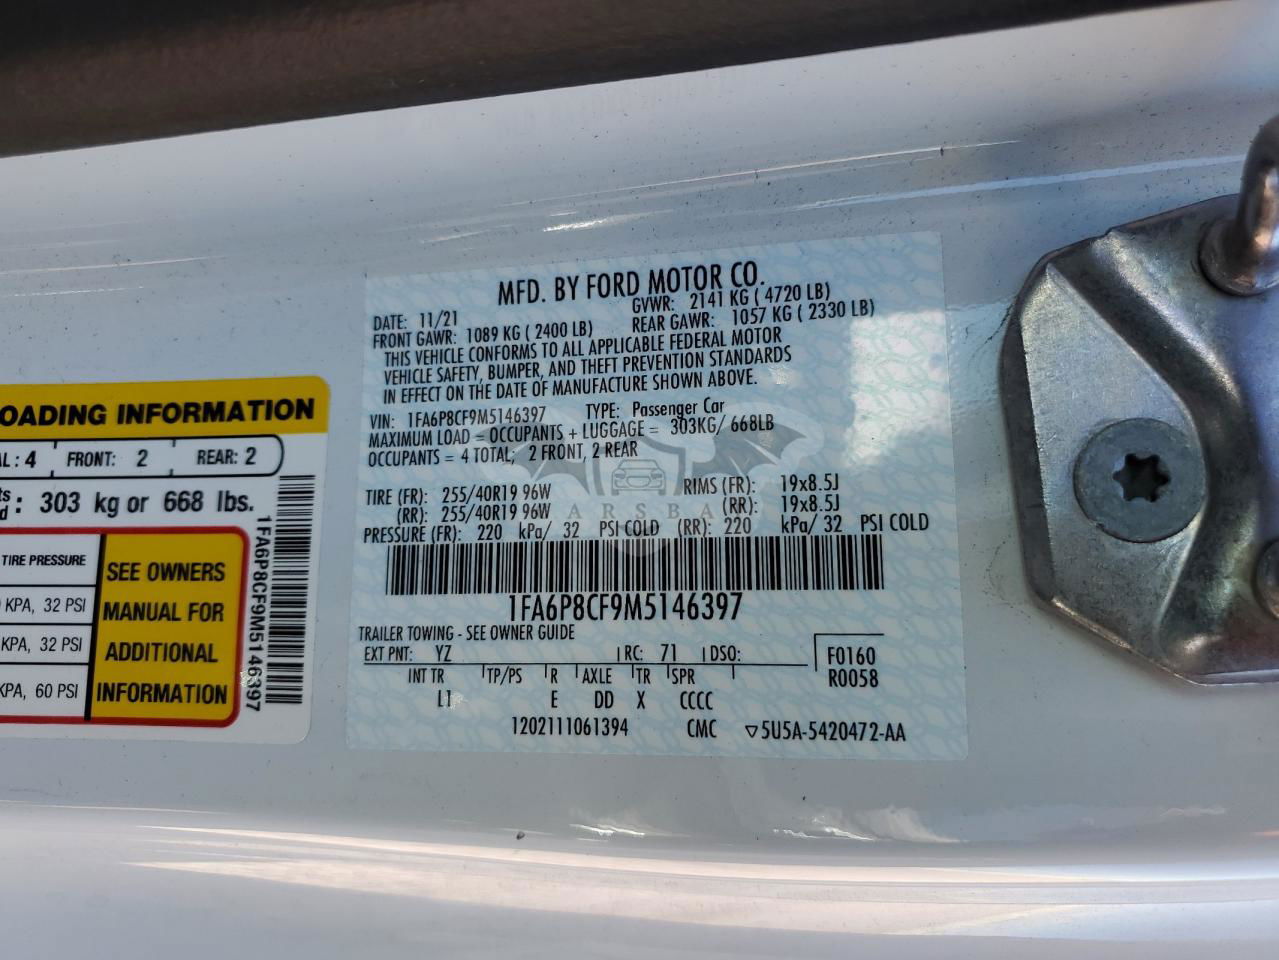 MFD. BY FORD MOTOR CO.
DATE: 11/21 GVWR: 2141 KG ( 4720 LB)
FRONT GAWR: 1089 KG ( 2400 LB) REAR GAWR: 1057 KG ( 2330 LB)
THIS VEHICLE CONFORMS TO ALL APPLICABLE FEDERAL MOTOR
VEHICLE SAFETY, BUMPER, AND THEFT PREVENTION STANDARDS
IN EFFECT ON THE DATE OF MANUFACTURE SHOWN ABOVE.
VIN: 1FA6P8CF9M5146397 TYPE: Passenger Car
MAXIMUM LOAD = OCCUPANTS + LUGGAGE = 303KG/ 668LB
OCCUPANTS = 4 TOTAL; 2 FRONT, 2 REAR
TIRE (FR): 255/40R19 96W RIMS (FR): 19x8.5J
(RR): 255/40R19 96W (RR): 19x8.5J
PRESSURE (FR): 220 kPa/ 32 PSI COLD (RR): 220 kPa/ 32 PSI COLD
1FA6P8CF9M5146397
TRAILER TOWING - SEE OWNER GUIDE
EXT PNT: YZ RC: 71 DSO: F0160
R0058
INT TR TP/PS R AXLE TR SPR
LI E DD X CCCC
1202111061394 CMC ▽5U5A-5420472-AA
OADING INFORMATION
AL: 4 FRONT: 2 REAR: 2
303 kg or 668 lbs.
TIRE PRESSURE
KPA, 32 PSI
KPA, 32 PSI
KPA, 60 PSI
SEE OWNERS
MANUAL FOR
ADDITIONAL
INFORMATION
1FA6P8CF9M5146397